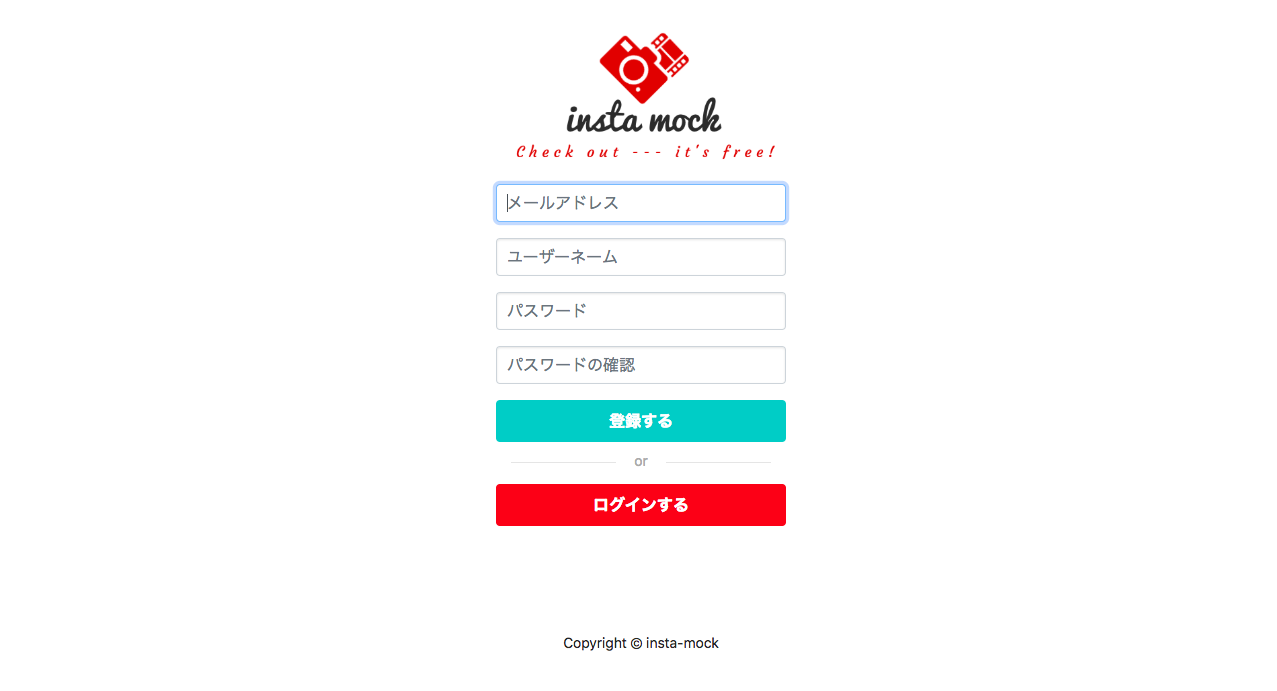 insta mock
Check out --- it's free!
メールアドレス
ユーザーネーム
パスワード
パスワードの確認
登録する
or
ログインする
Copyright © insta-mock